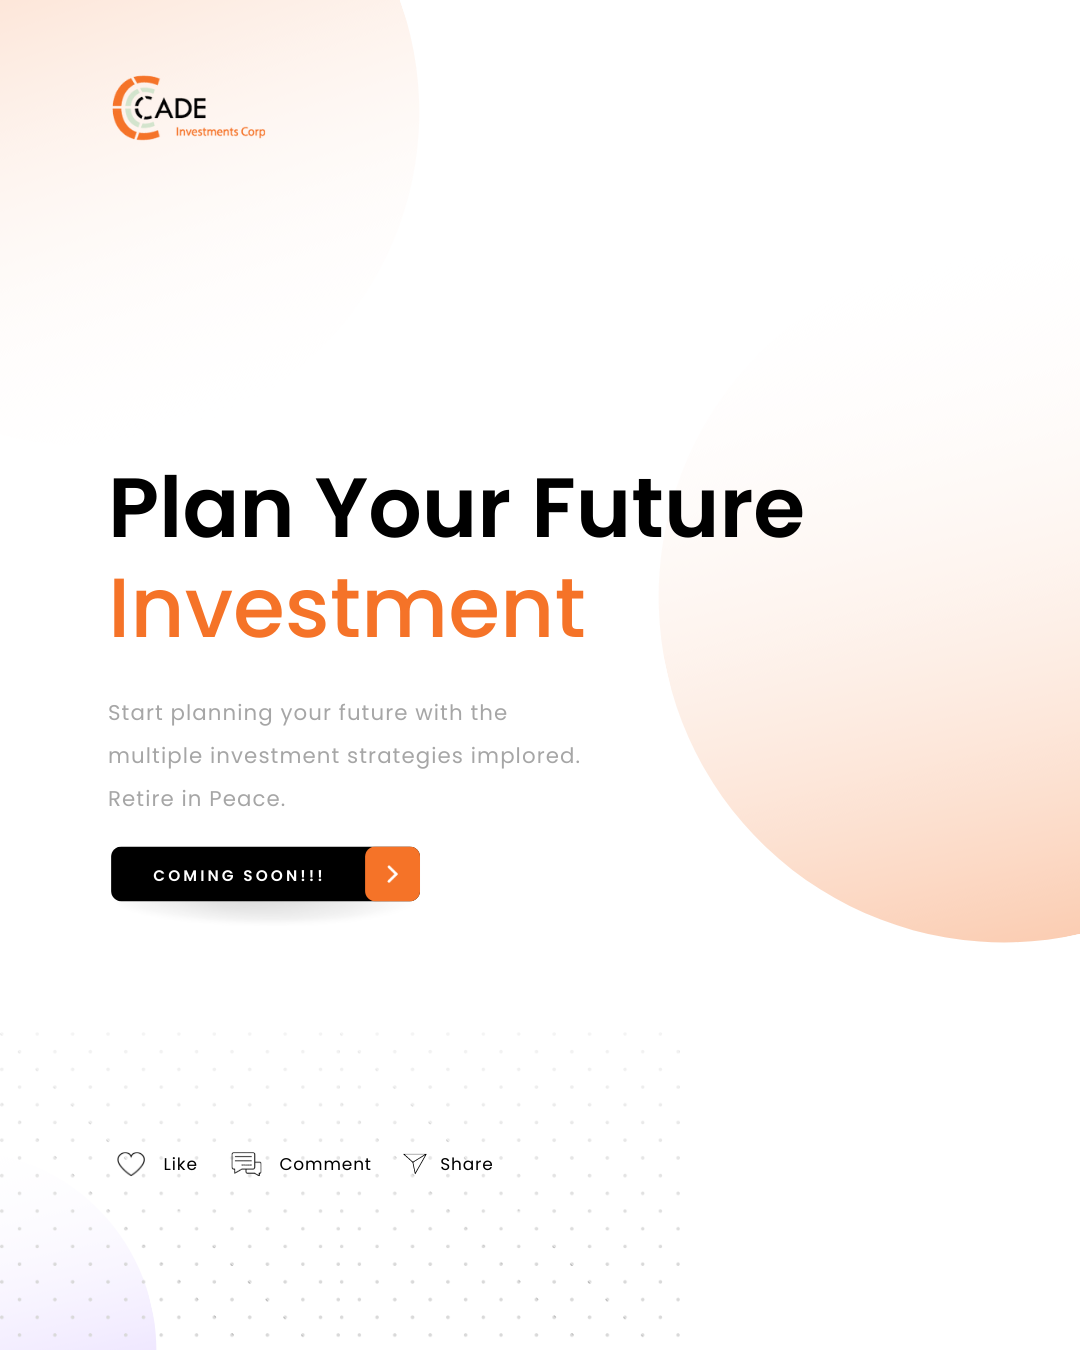 CADE
Investments Corp
Plan Your Future
Investment
Start planning your future with the
multiple investment strategies implored.
Retire in Peace.
COMING SOON!!!
Like Comment Share